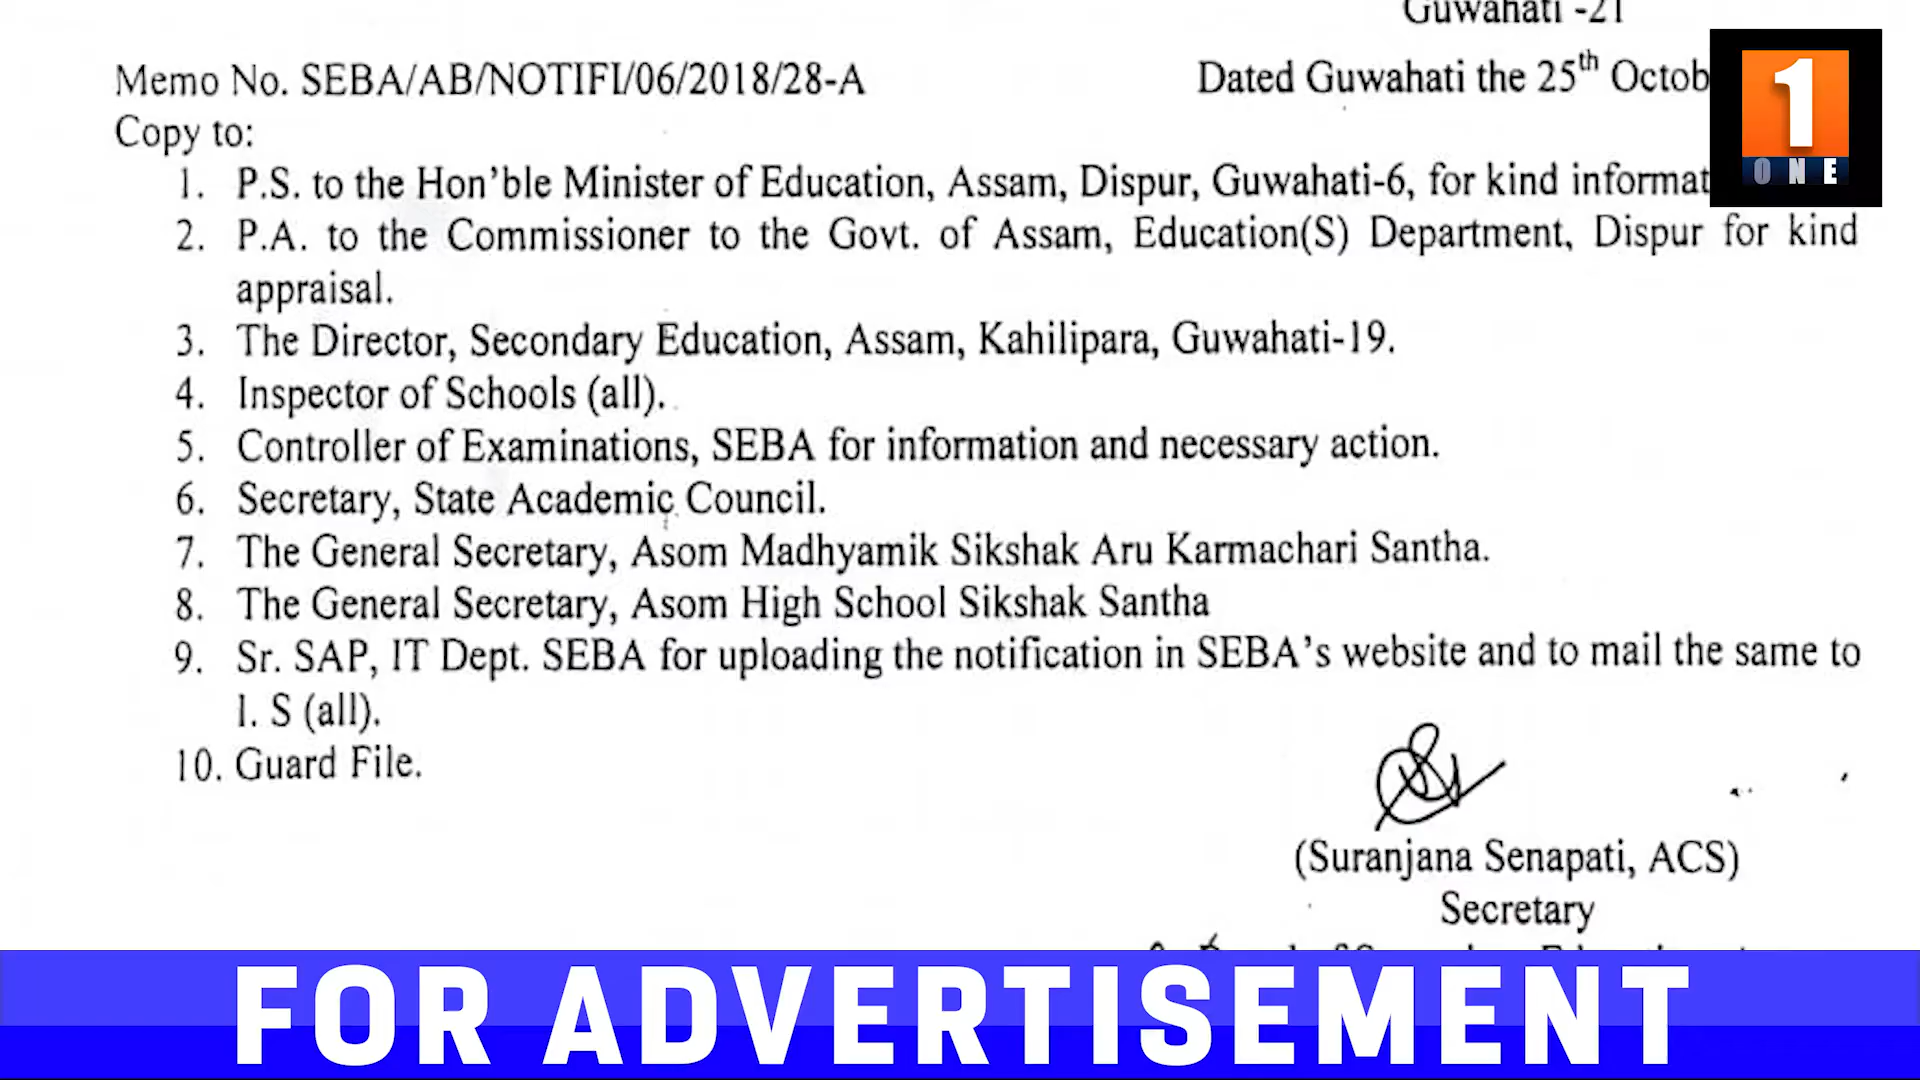 Guwahati -21
Memo No. SEBA/AB/NOTIFI/06/2018/28-A Dated Guwahati the 25th Octob
Copy to:
1. P.S. to the Hon'ble Minister of Education, Assam, Dispur, Guwahati-6, for kind informat
2. P.A. to the Commissioner to the Govt. of Assam, Education(S) Department, Dispur for kind
appraisal.
3. The Director, Secondary Education, Assam, Kahilipara, Guwahati-19.
4. Inspector of Schools (all).
5. Controller of Examinations, SEBA for information and necessary action.
6. Secretary, State Academic Council.
7. The General Secretary, Asom Madhyamik Sikshak Aru Karmachari Santha.
8. The General Secretary, Asom High School Sikshak Santha
9. Sr. SAP, IT Dept. SEBA for uploading the notification in SEBA's website and to mail the same to
I. S (all).
10. Guard File.
(Suranjana Senapati, ACS)
Secretary
1
ONE
FOR ADVERTISEMENT